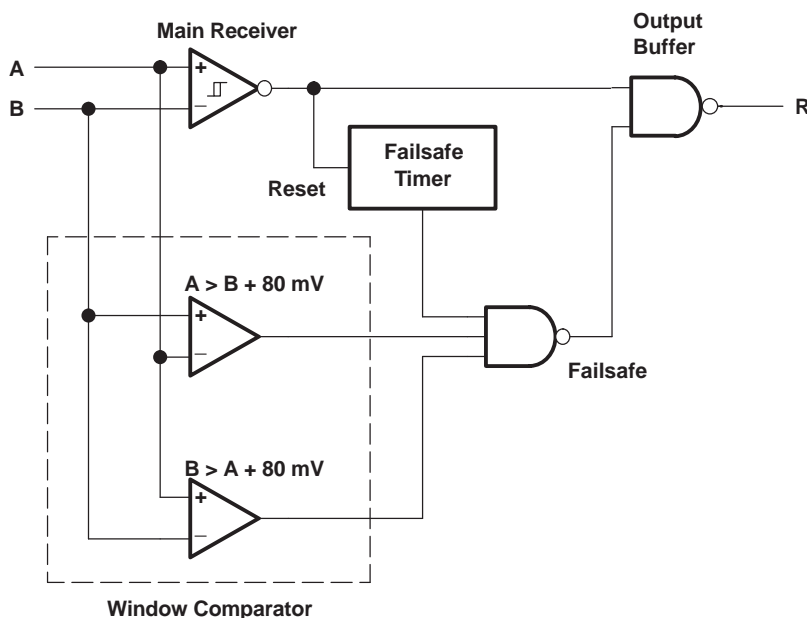 Main Receiver
Output
Buffer
A
B
+
–
R
Failsafe
Timer
Reset
A > B + 80 mV
+
–
Failsafe
B > A + 80 mV
+
–
Window Comparator